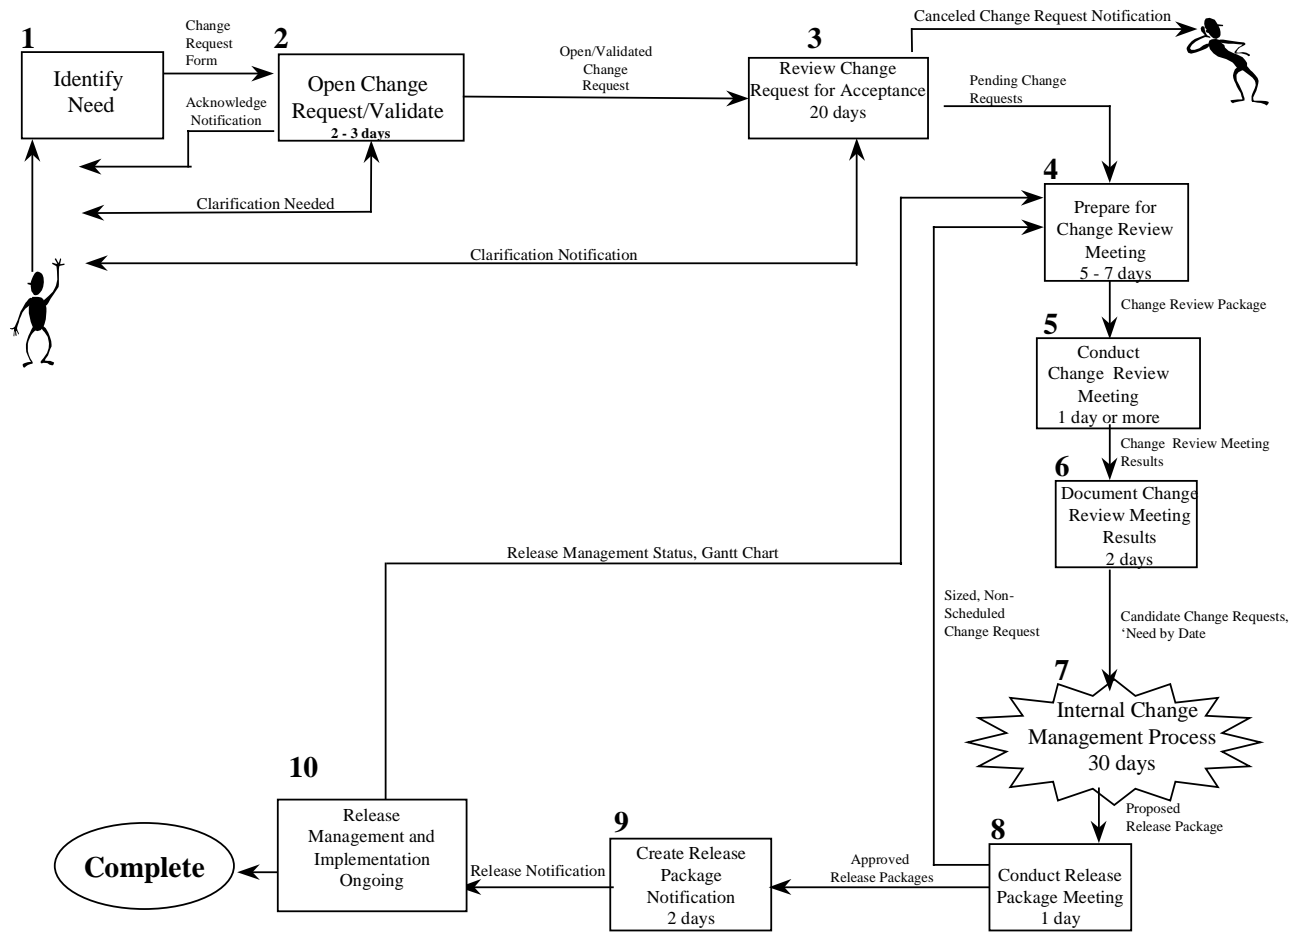 1
Identify
Need
Change
Request
Form
2
Open Change
Request/Validate
2 - 3 days
Acknowledge
Notification
Clarification Needed
Clarification Notification
Open/Validated
Change
Request
3
Review Change
Request for Acceptance
20 days
Canceled Change Request Notification
Pending Change
Requests
4
Prepare for
Change Review
Meeting
5 - 7 days
Change Review Package
5
Conduct
Change Review
Meeting
1 day or more
Change Review Meeting
Results
6
Document Change
Review Meeting
Results
2 days
Release Management Status, Gantt Chart
Sized, Non-
Scheduled
Change Request
Candidate Change Requests,
‘Need by Date
7
Internal Change
Management Process
30 days
Proposed
Release Package
8
Conduct Release
Package Meeting
1 day
Approved
Release Packages
9
Create Release
Package
Notification
2 days
Release Notification
10
Release
Management and
Implementation
Ongoing
Complete